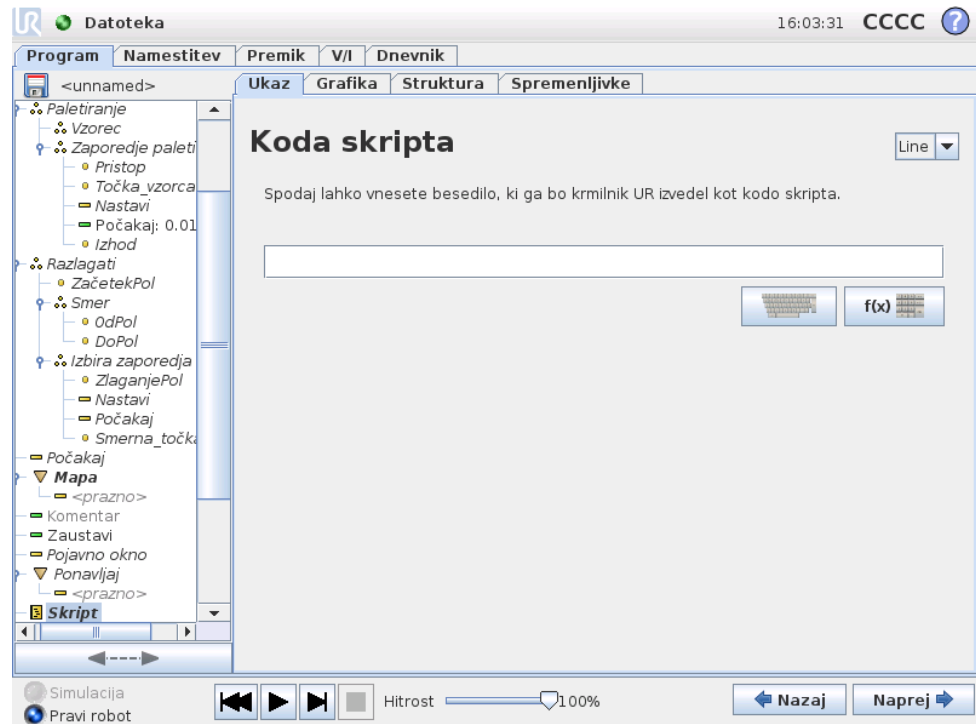 UR Datoteka 16:03:31 CCCC ?
Program Namestitev Premik V/I Dnevnik
<unnamed>
Ukaz Grafika Struktura Spremenljivke
Paletiranje
Vzorec
Zaporedje paleti
Pristop
Točka_vzorca
Nastavi
Počakaj: 0.01
Izhod
Razlagati
ZačetekPol
Smer
OdPol
DoPol
Izbira zaporedja
ZlaganjePol
Nastavi
Počakaj
Smerna_točka
Počakaj
Mapa
<prazno>
Komentar
Zaustavi
Pojavno okno
Ponavljaj
<prazno>
Skript
Koda skripta
Line
Spodaj lahko vnesete besedilo, ki ga bo krmilnik UR izvedel kot kodo skripta.
f(x)
Simulacija
Pravi robot
Hitrost 100%
Nazaj Naprej